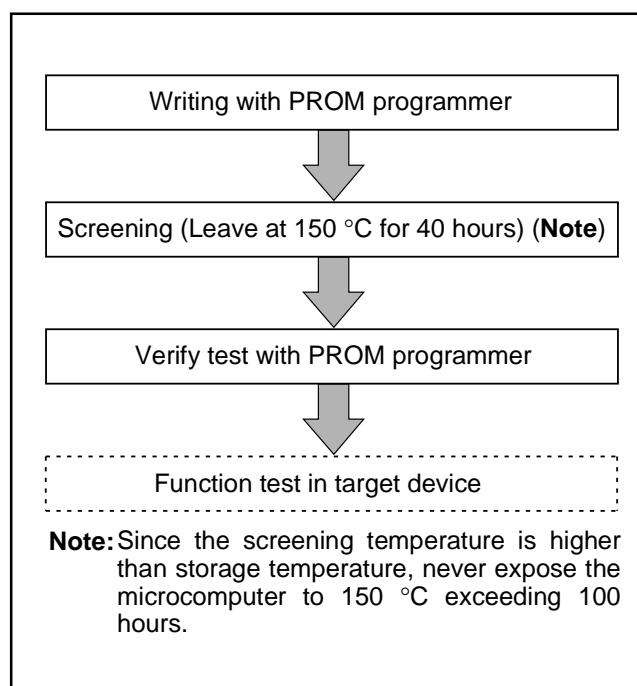 Writing with PROM programmer
Screening (Leave at 150 °C for 40 hours) (Note)
Verify test with PROM programmer
Function test in target device
Note: Since the screening temperature is higher
than storage temperature, never expose the
microcomputer to 150 °C exceeding 100
hours.